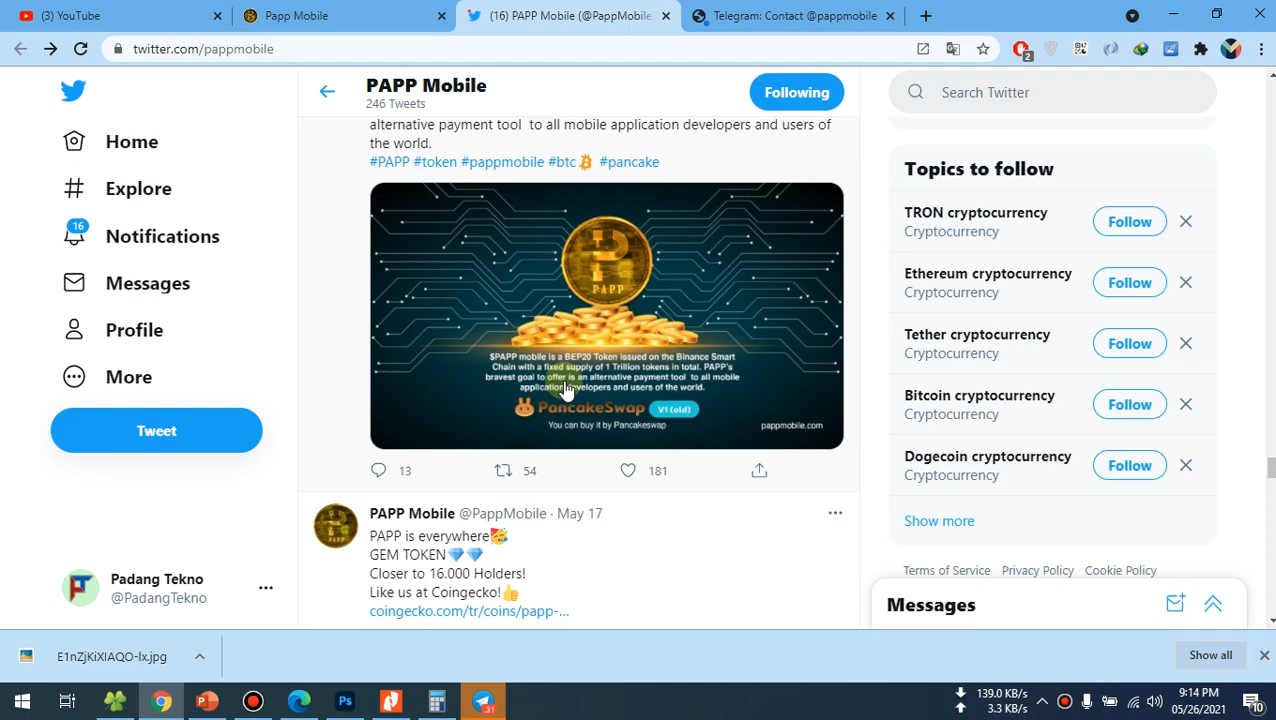 (3) YouTube
Papp Mobile
(16) PAPP Mobile (@PappMobile)
Telegram: Contact @pappmobile
twitter.com/pappmobile
2
Home
Explore
16
Notifications
Messages
Profile
More
Tweet
Padang Tekno
@PadangTekno
PAPP Mobile
246 Tweets
Following
alternative payment tool to all mobile application developers and users of
the world.
#PAPP #token #pappmobile #btc #pancake
PAPP
$PAPP mobile is a BEP20 Token issued on the Binance Smart
Chain with a fixed supply of 1 Trillion tokens in total. PAPP's
bravest goal to offer is an alternative payment tool to all mobile
application developers and users of the world.
PancakeSwap V1 (old)
You can buy it by Pancakeswap
pappmobile.com
13 54 181
PAPP Mobile @PappMobile · May 17
PAPP is everywhere
GEM TOKEN
Closer to 16.000 Holders!
Like us at Coingecko!
coingecko.com/tr/coins/papp-...
Search Twitter
Topics to follow
TRON cryptocurrency
Cryptocurrency
Follow
Ethereum cryptocurrency
Cryptocurrency
Follow
Tether cryptocurrency
Cryptocurrency
Follow
Bitcoin cryptocurrency
Cryptocurrency
Follow
Dogecoin cryptocurrency
Cryptocurrency
Follow
Show more
Terms of Service Privacy Policy Cookie Policy
Messages
E1nZjKiXIAQO-Ix.jpg
Show all
31
139.0 KB/s
3.3 KB/s
9:14 PM
05/26/2021
10